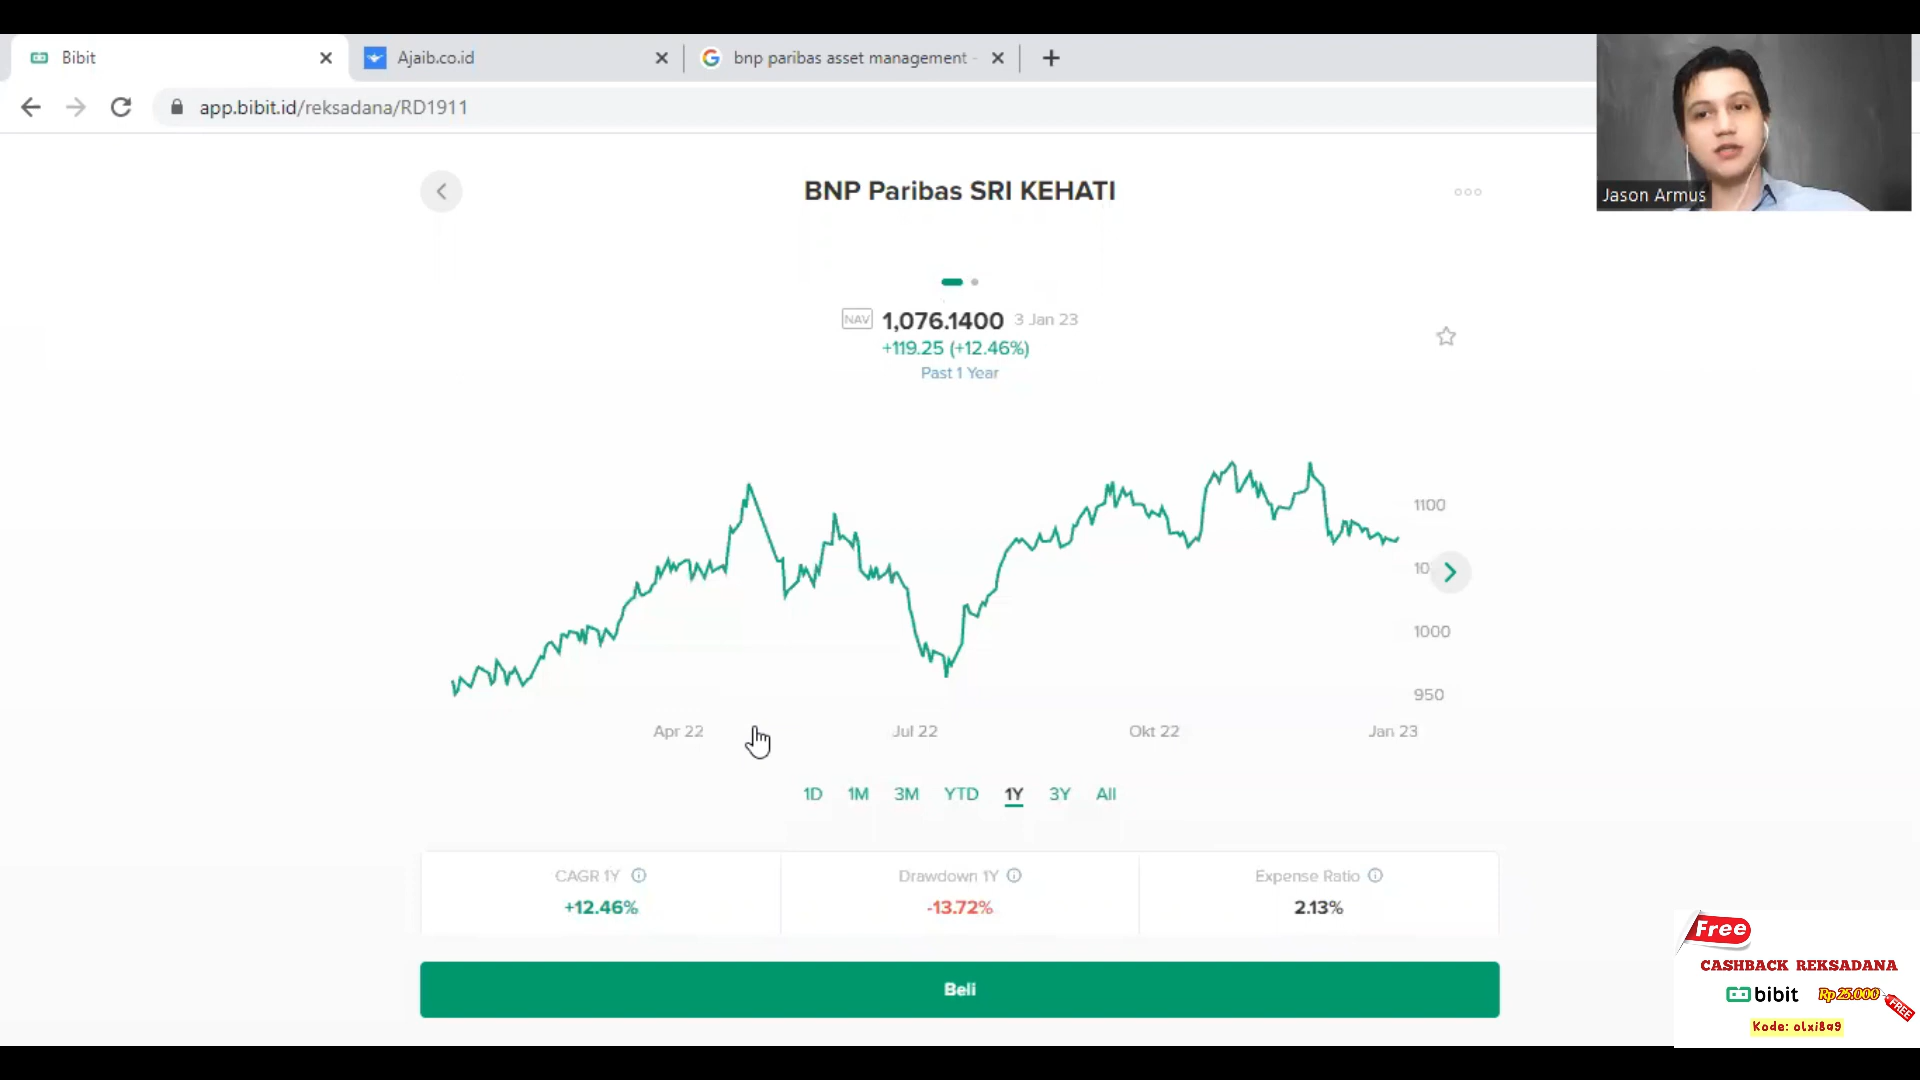 Bibit
Ajaib.co.id
bnp paribas asset management -
app.bibit.id/reksadana/RD1911
Jason Armus
BNP Paribas SRI KEHATI
NAV 1,076.1400 3 Jan 23
+119.25 (+12.46%)
Past 1 Year
1100
10
1000
950
Apr 22 Jul 22 Okt 22 Jan 23
1D 1M 3M YTD 1Y 3Y All
CAGR 1Y Drawdown 1Y Expense Ratio
+12.46% -13.72% 2.13%
Beli
Free
CASHBACK REKSADANA
bibit Rp 25.000 FREE
Kode: olxi8a9